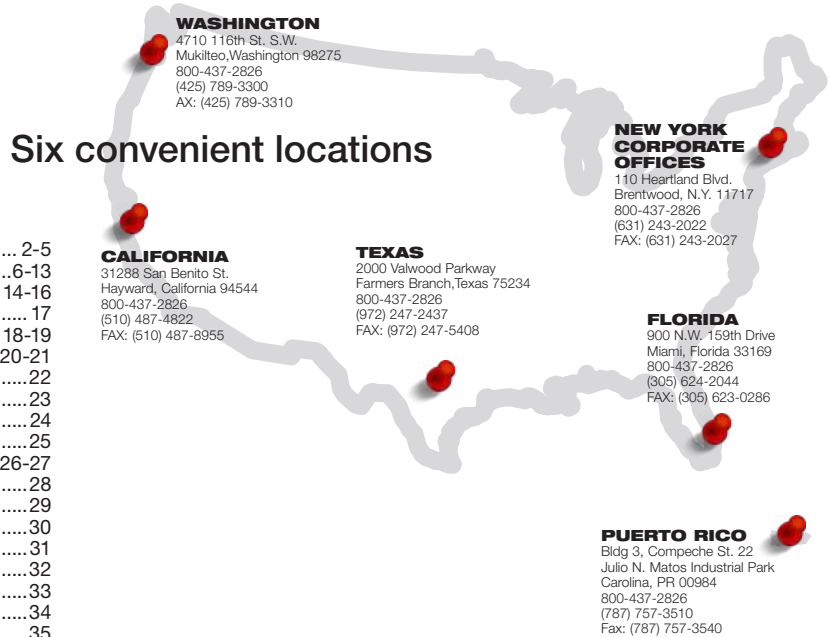 WASHINGTON
4710 116th St. S.W.
Mukilteo,Washington 98275
800-437-2826
(425) 789-3300
AX: (425) 789-3310
Six convenient locations
NEW YORK
CORPORATE
OFFICES
110 Heartland Blvd.
Brentwood, N.Y. 11717
800-437-2826
(631) 243-2022
FAX: (631) 243-2027
CALIFORNIA
31288 San Benito St.
Hayward, California 94544
800-437-2826
(510) 487-4822
FAX: (510) 487-8955
TEXAS
2000 Valwood Parkway
Farmers Branch,Texas 75234
800-437-2826
(972) 247-2437
FAX: (972) 247-5408
FLORIDA
900 N.W. 159th Drive
Miami, Florida 33169
800-437-2826
(305) 624-2044
FAX: (305) 623-0286
PUERTO RICO
Bldg 3, Compeche St. 22
Julio N. Matos Industrial Park
Carolina, PR 00984
800-437-2826
(787) 757-3510
Fax: (787) 757-3540
... 2-5
..6-13
14-16
..... 17
18-19
20-21
.....22
.....23
.....24
.....25
26-27
.....28
.....29
.....30
.....31
.....32
.....33
.....34
35